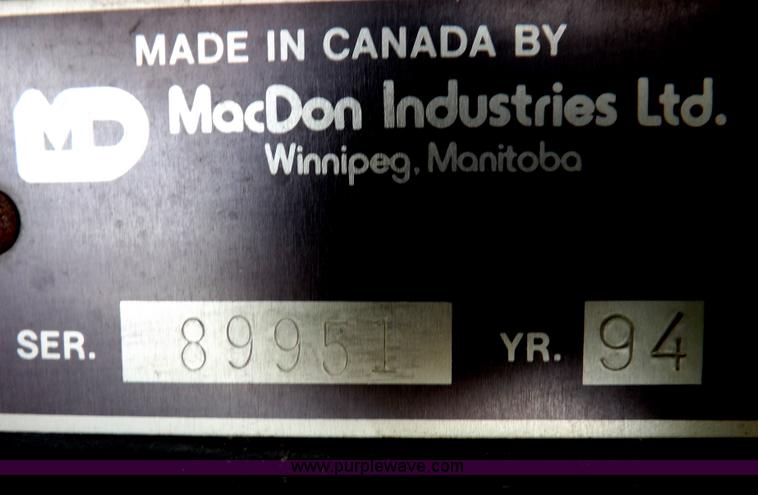 MADE IN CANADA BY
MD
MacDon Industries Ltd.
Winnipeg, Manitoba
SER. 89951 YR. 94
www.purplewave.com